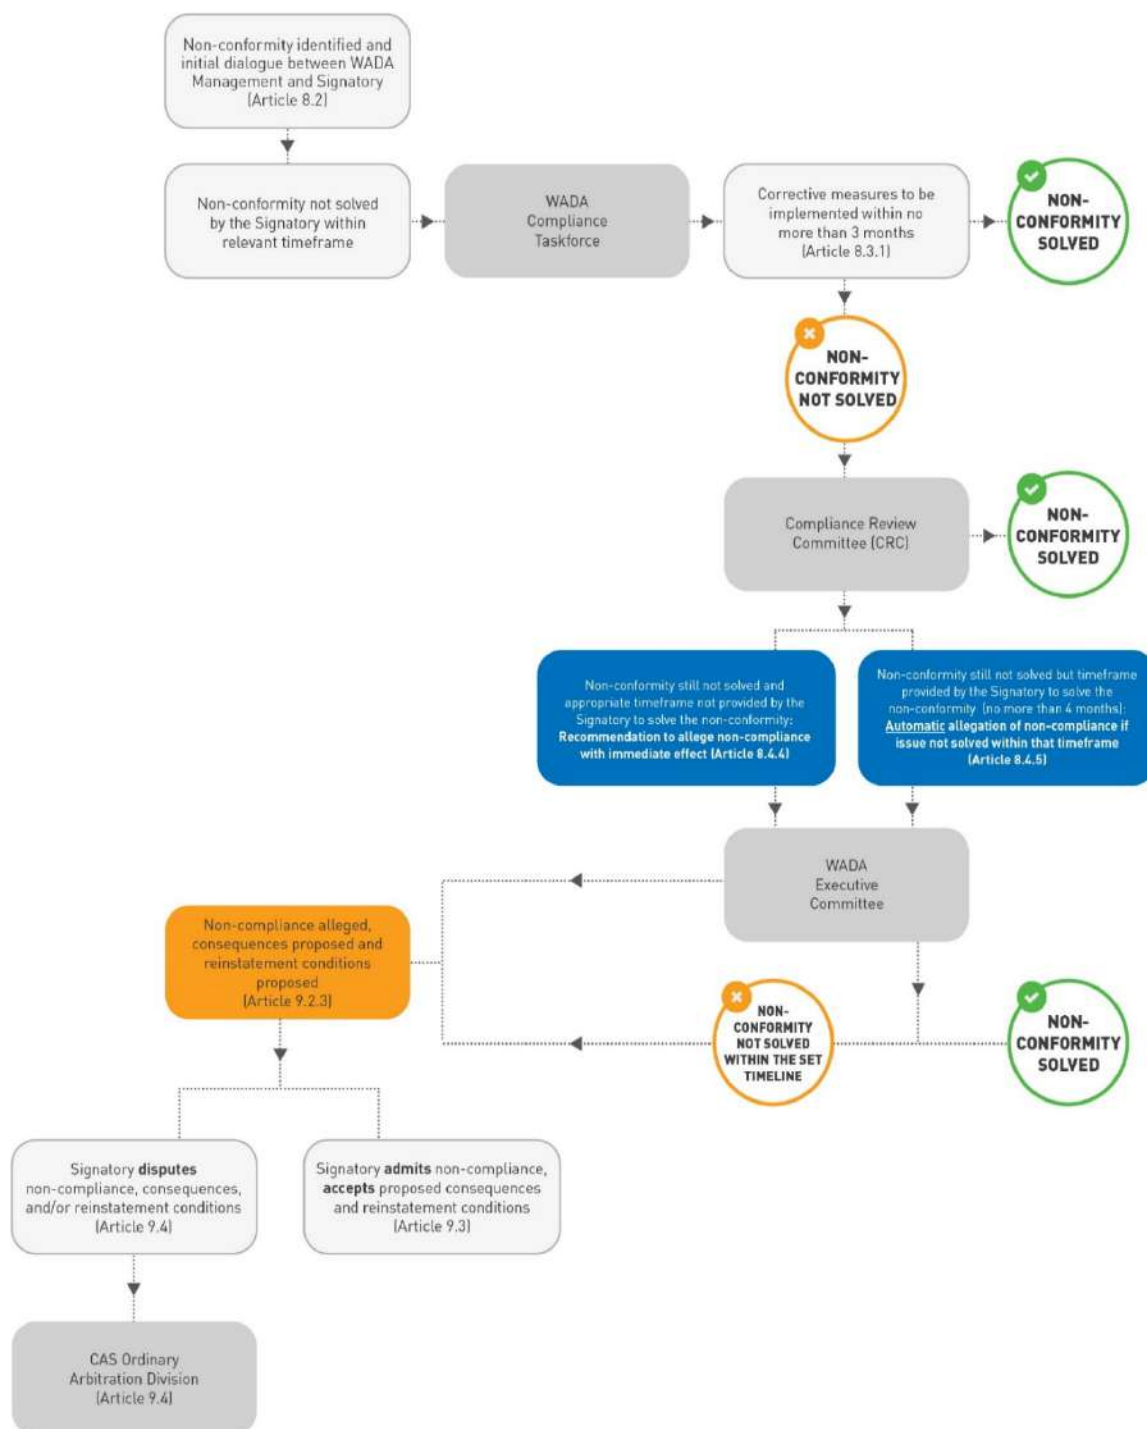 Non-conformity identified and
initial dialogue between WADA
Management and Signatory
(Article 8.2)
Non-conformity not solved
by the Signatory within
relevant timeframe
WADA
Compliance
Taskforce
Corrective measures to be
implemented within no
more than 3 months
(Article 8.3.1)
NON-
CONFORMITY
SOLVED
NON-
CONFORMITY
NOT SOLVED
Compliance Review
Committee (CRC)
NON-
CONFORMITY
SOLVED
Non-conformity still not solved and
appropriate timeframe not provided by the
Signatory to solve the non-conformity:
Recommendation to allege non-compliance
with immediate effect (Article 8.4.4)
Non-conformity still not solved but timeframe
provided by the Signatory to solve the
non-conformity (no more than 4 months):
Automatic allegation of non-compliance if
issue not solved within that timeframe
(Article 8.4.5)
WADA
Executive
Committee
Non-compliance alleged,
consequences proposed and
reinstatement conditions
proposed
(Article 9.2.3)
NON-
CONFORMITY
NOT SOLVED
WITHIN THE SET
TIMELINE
NON-
CONFORMITY
SOLVED
Signatory disputes
non-compliance, consequences,
and/or reinstatement conditions
(Article 9.4)
Signatory admits non-compliance,
accepts proposed consequences
and reinstatement conditions
(Article 9.3)
CAS Ordinary
Arbitration Division
(Article 9.4)